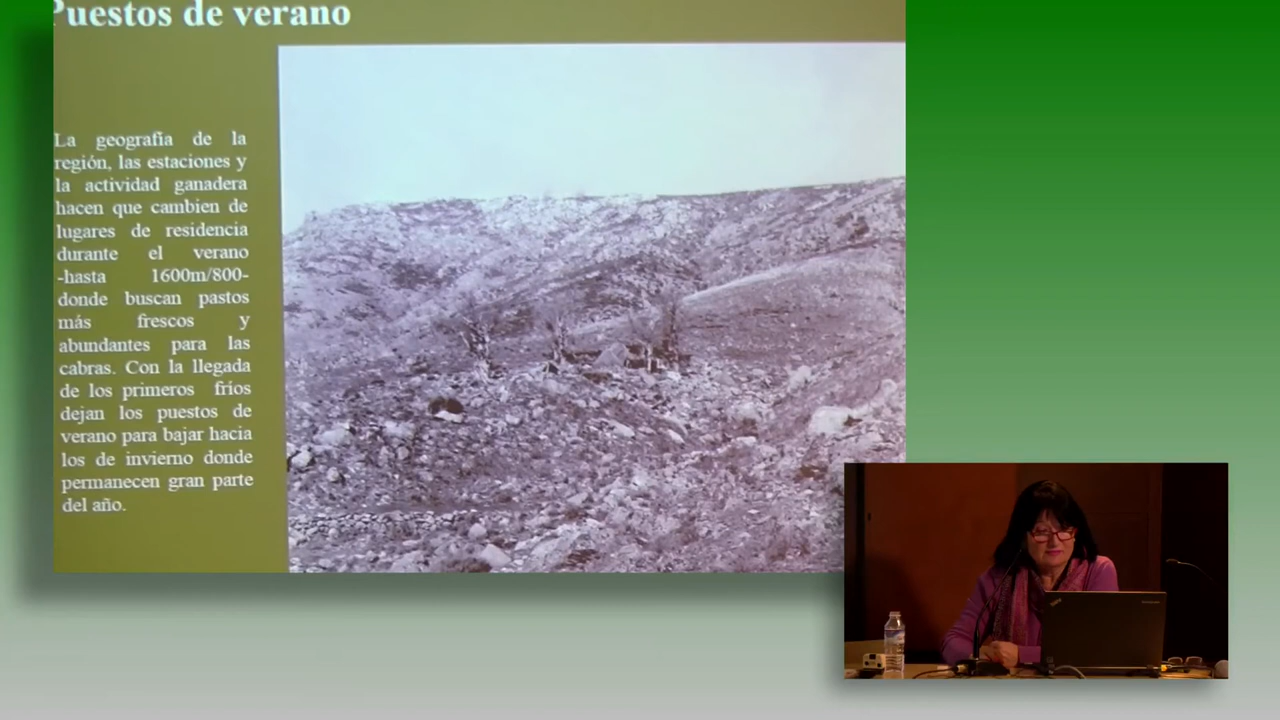 Puestos de verano
La geografía de la
región, las estaciones y
la actividad ganadera
hacen que cambien de
lugares de residencia
durante el verano
-hasta 1600m/800-
donde buscan pastos
más frescos y
abundantes para las
cabras. Con la llegada
de los primeros fríos
dejan los puestos de
verano para bajar hacia
los de invierno donde
permanecen gran parte
del año.